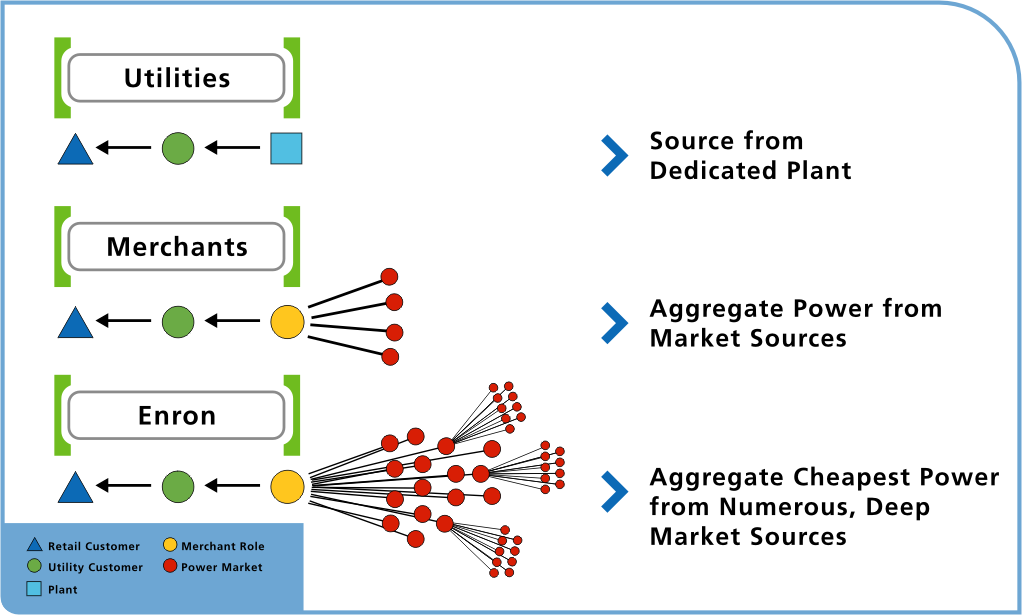 Utilities
Source from
Dedicated Plant
Merchants
Aggregate Power from
Market Sources
Enron
Aggregate Cheapest Power
from Numerous, Deep
Market Sources
Retail Customer
Merchant Role
Utility Customer
Power Market
Plant